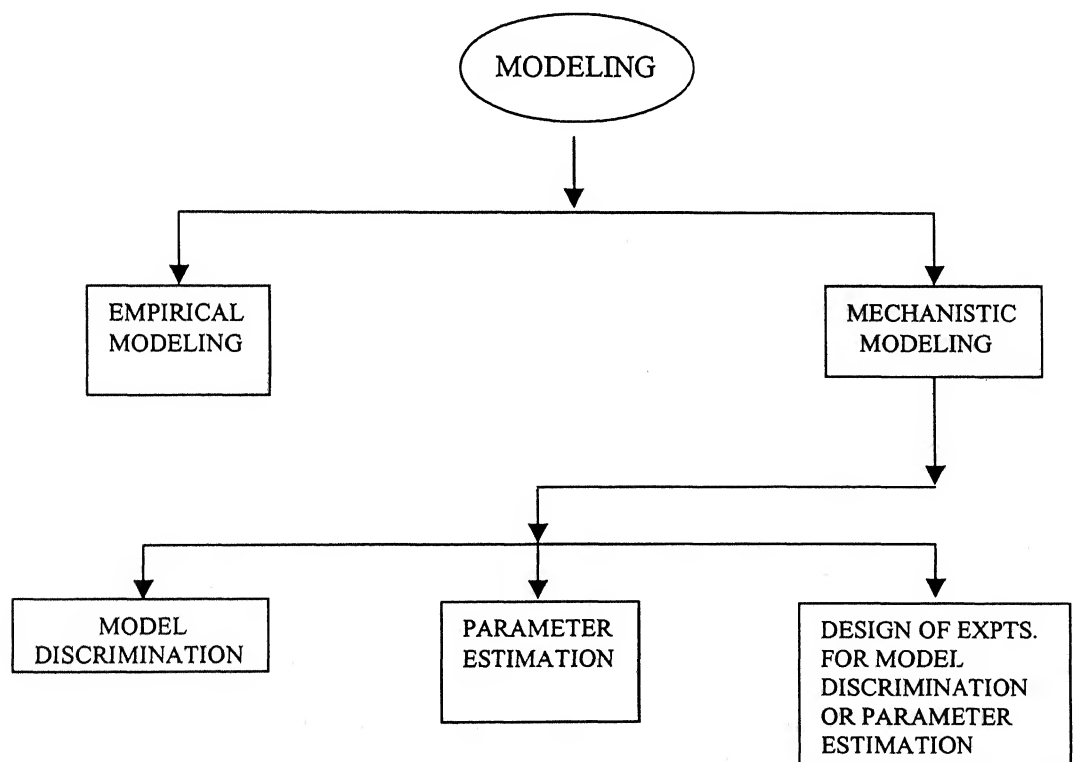 MODELING
EMPIRICAL
MODELING
MECHANISTIC
MODELING
MODEL
DISCRIMINATION
PARAMETER
ESTIMATION
DESIGN OF EXPTS.
FOR MODEL
DISCRIMINATION
OR PARAMETER
ESTIMATION